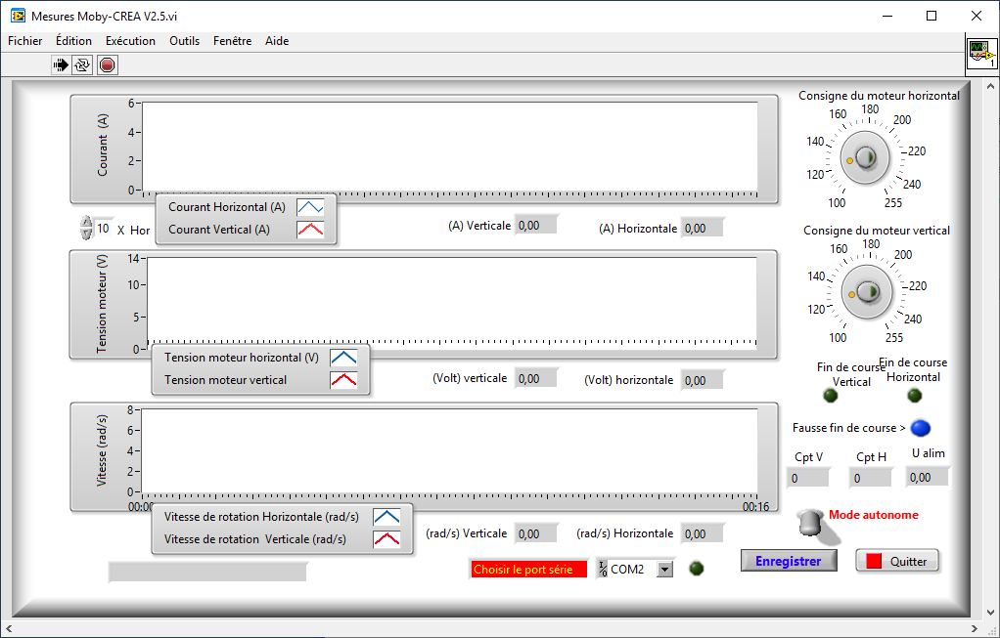 Mesures Moby-CREA V2.5.vi
Fichier Édition Exécution Outils Fenêtre Aide
1
Courant (A)
6
4
2
0
Courant Horizontal (A)
Courant Vertical (A)
10 X Hor
(A) Verticale 0,00
(A) Horizontale 0,00
Consigne du moteur horizontal
100 120 140 160 180 200 220 240 255
Tension moteur (V)
14
10
5
0
Tension moteur horizontal (V)
Tension moteur vertical
(Volt) verticale 0,00
(Volt) horizontale 0,00
Consigne du moteur vertical
100 120 140 160 180 200 220 240 255
Fin de course
Vertical
Fin de course
Horizontal
Fausse fin de course >
Cpt V Cpt H U alim
0 0 0,00
Vitesse (rad/s)
8
6
4
2
0
00:00 00:16
Vitesse de rotation Horizontale (rad/s)
Vitesse de rotation Verticale (rad/s)
(rad/s) Verticale 0,00
(rad/s) Horizontale 0,00
Mode autonome
Choisir le port série
I/O COM2
Enregistrer
Quitter